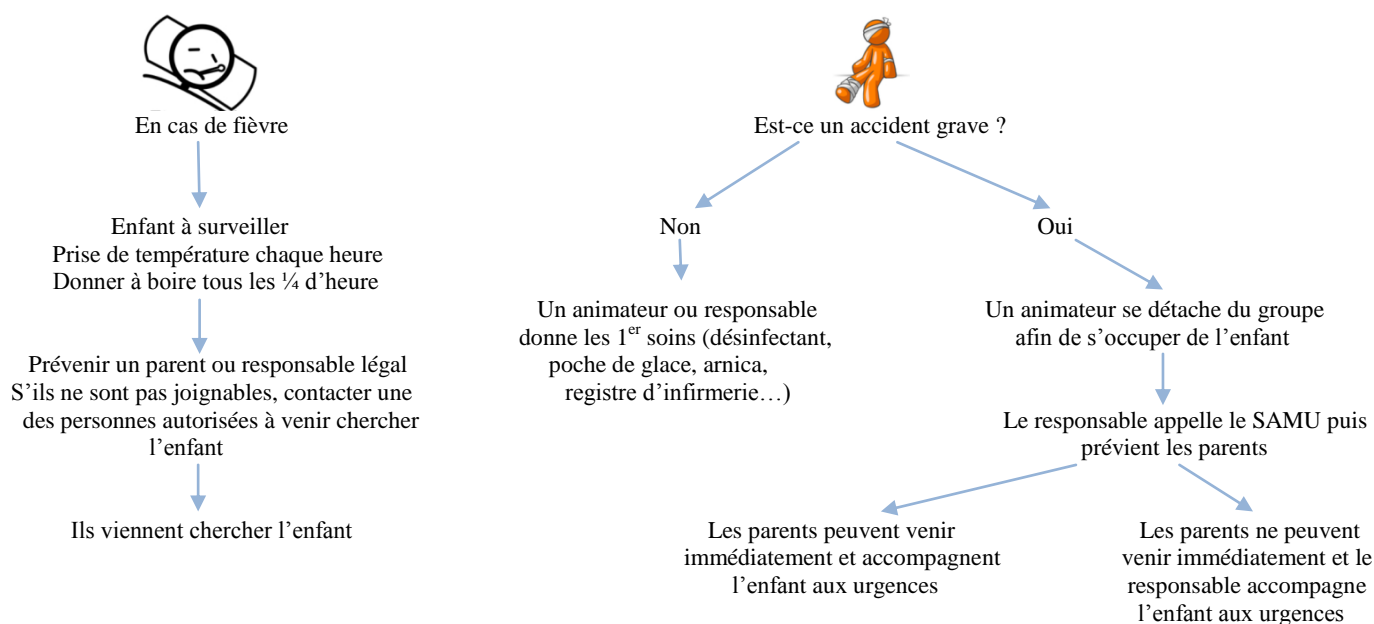 En cas de fièvre
Enfant à surveiller
Prise de température chaque heure
Donner à boire tous les ¼ d’heure
Prévenir un parent ou responsable légal
S’ils ne sont pas joignables, contacter une
des personnes autorisées à venir chercher
l’enfant
Ils viennent chercher l’enfant
Est-ce un accident grave ?
Non
Un animateur ou responsable
donne les 1er soins (désinfectant,
poche de glace, arnica,
registre d’infirmerie…)
Oui
Un animateur se détache du groupe
afin de s’occuper de l’enfant
Le responsable appelle le SAMU puis
prévient les parents
Les parents peuvent venir
immédiatement et accompagnent
l’enfant aux urgences
Les parents ne peuvent
venir immédiatement et le
responsable accompagne
l’enfant aux urgences